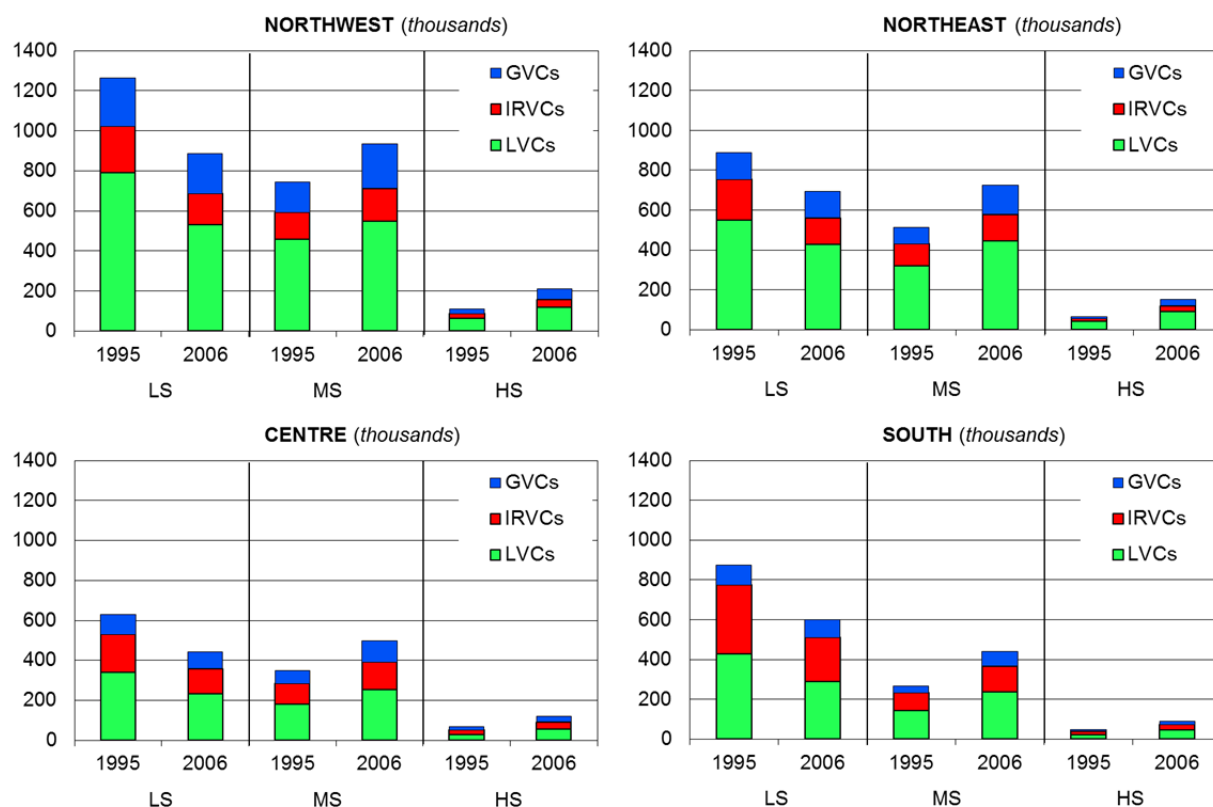 NORTHWEST (thousands)
1400
1200
1000
800
600
400
200
0
GVCs
IRVCs
LVCs
1995 2006 1995 2006 1995 2006
LS MS HS
NORTHEAST (thousands)
1400
1200
1000
800
600
400
200
0
GVCs
IRVCs
LVCs
1995 2006 1995 2006 1995 2006
LS MS HS
CENTRE (thousands)
1400
1200
1000
800
600
400
200
0
GVCs
IRVCs
LVCs
1995 2006 1995 2006 1995 2006
LS MS HS
SOUTH (thousands)
1400
1200
1000
800
600
400
200
0
GVCs
IRVCs
LVCs
1995 2006 1995 2006 1995 2006
LS MS HS